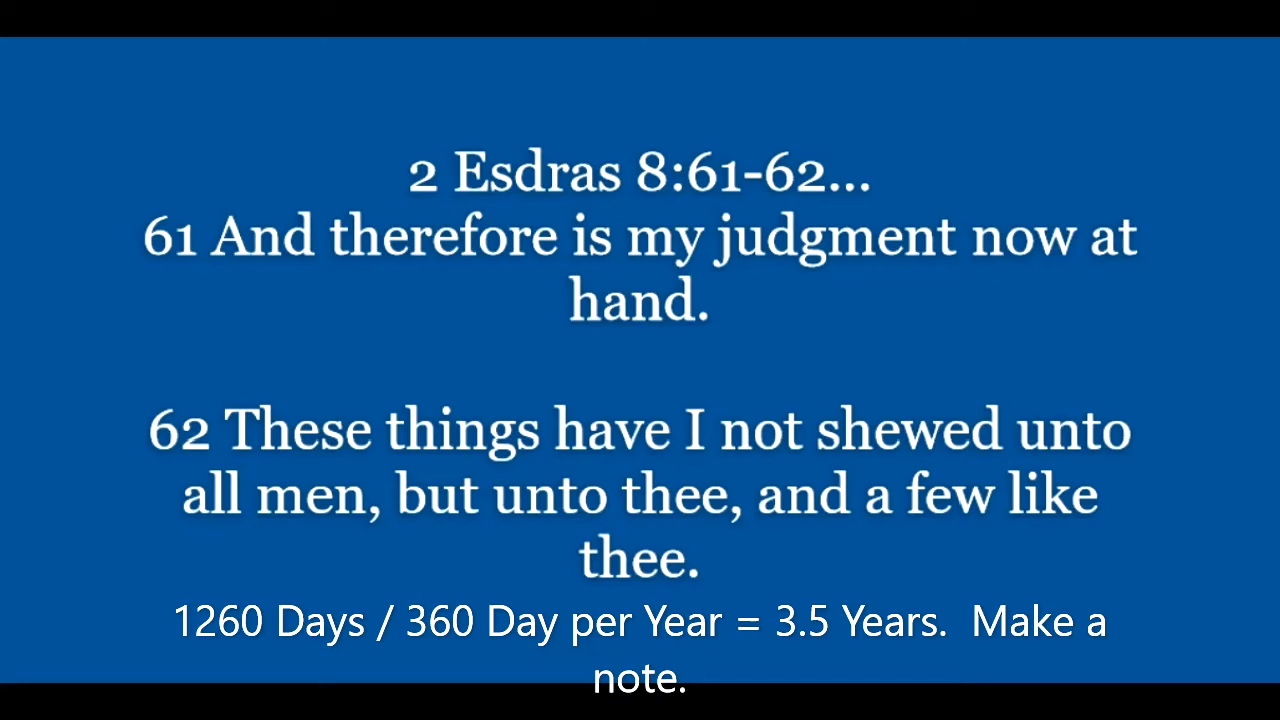 2 Esdras 8:61-62...
61 And therefore is my judgment now at
hand.
62 These things have I not shewed unto
all men, but unto thee, and a few like
thee.
1260 Days / 360 Day per Year = 3.5 Years.  Make a
note.